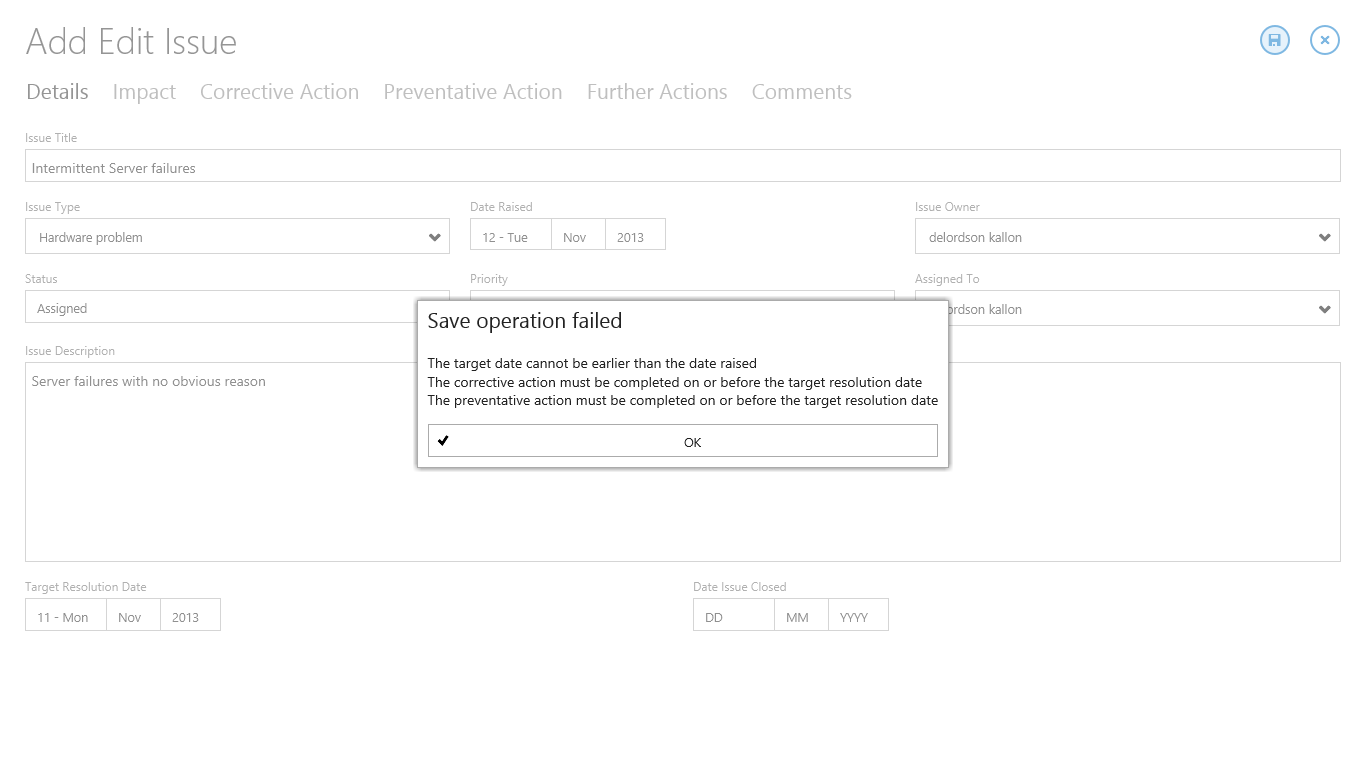 Add Edit Issue
Details Impact Corrective Action Preventative Action Further Actions Comments
Issue Title
Intermittent Server failures
Issue Type Date Raised Issue Owner
Hardware problem 12 - Tue Nov 2013 delordson kallon
Status Priority Assigned To
Assigned ordson kallon
Save operation failed
Issue Description
The target date cannot be earlier than the date raised
Server failures with no obvious reason
The corrective action must be completed on or before the target resolution date
The preventative action must be completed on or before the target resolution date
OK
Target Resolution Date Date Issue Closed
11 - Mon Nov 2013 DD MM YYYY